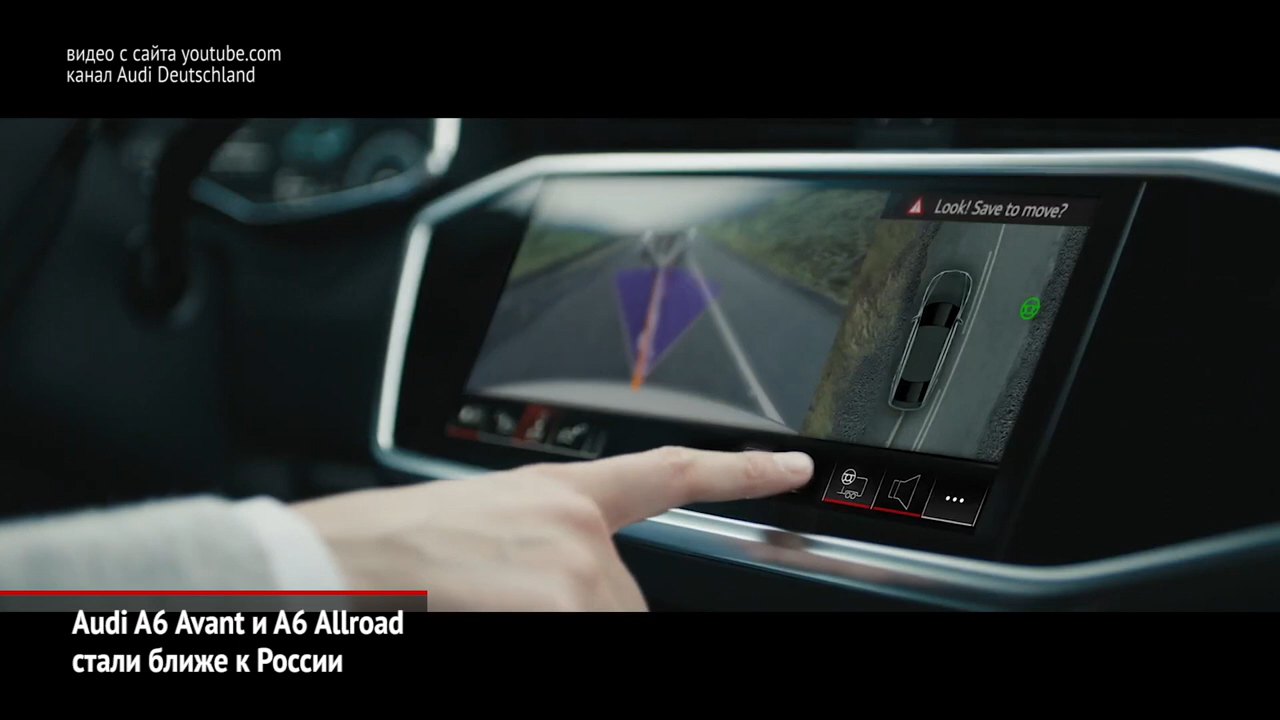 видео с сайта youtube.com
канал Audi Deutschland
Look! Save to move?
Audi A6 Avant и A6 Allroad
стали ближе к России